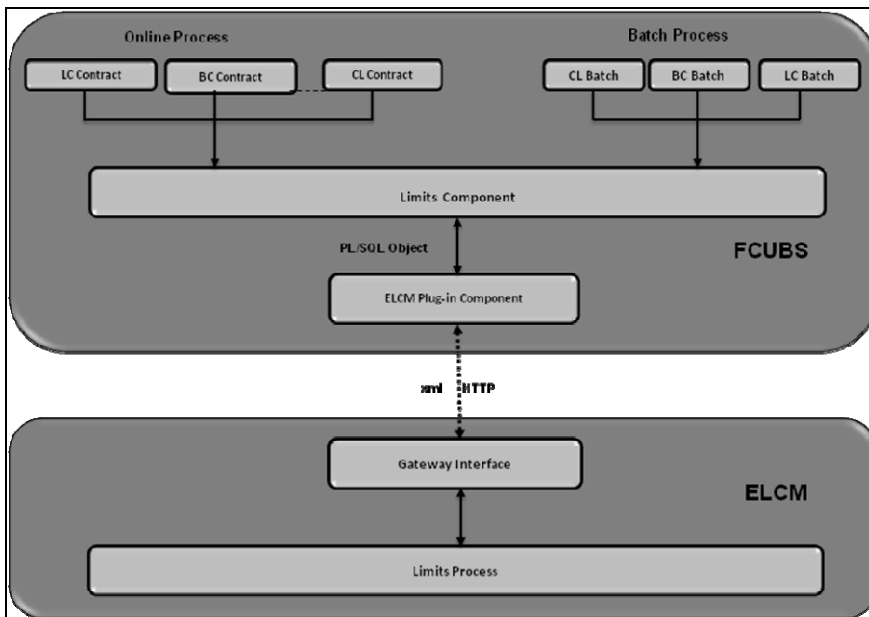 Online Process
Batch Process
LC Contract
BC Contract
CL Contract
CL Batch
BC Batch
LC Batch
Limits Component
PL/SQL Object
FCUBS
ELCM Plug-in Component
xml HTTP
Gateway Interface
ELCM
Limits Process